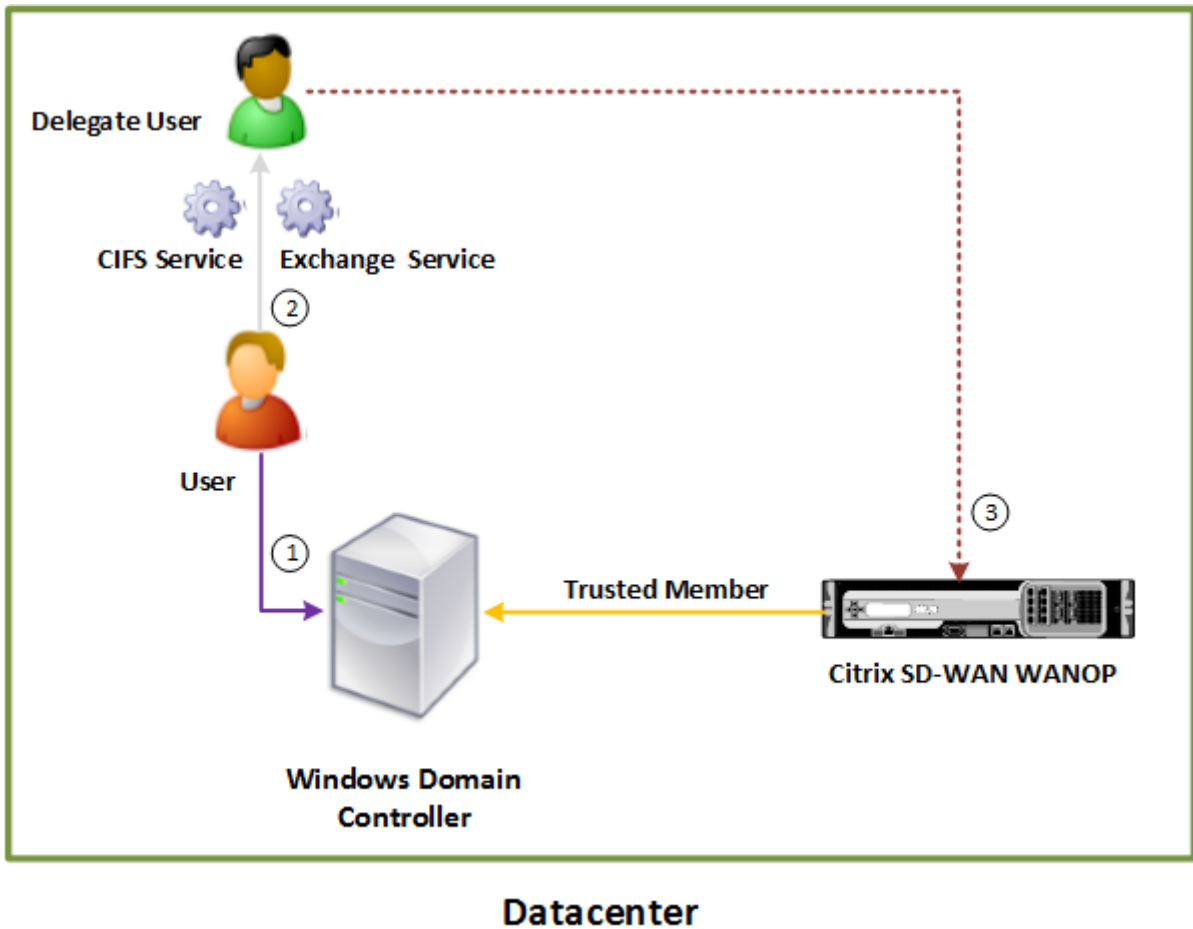 Delegate User
CIFS Service
Exchange Service
2
User
1
3
Trusted Member
Citrix SD-WAN WANOP
Windows Domain
Controller
Datacenter